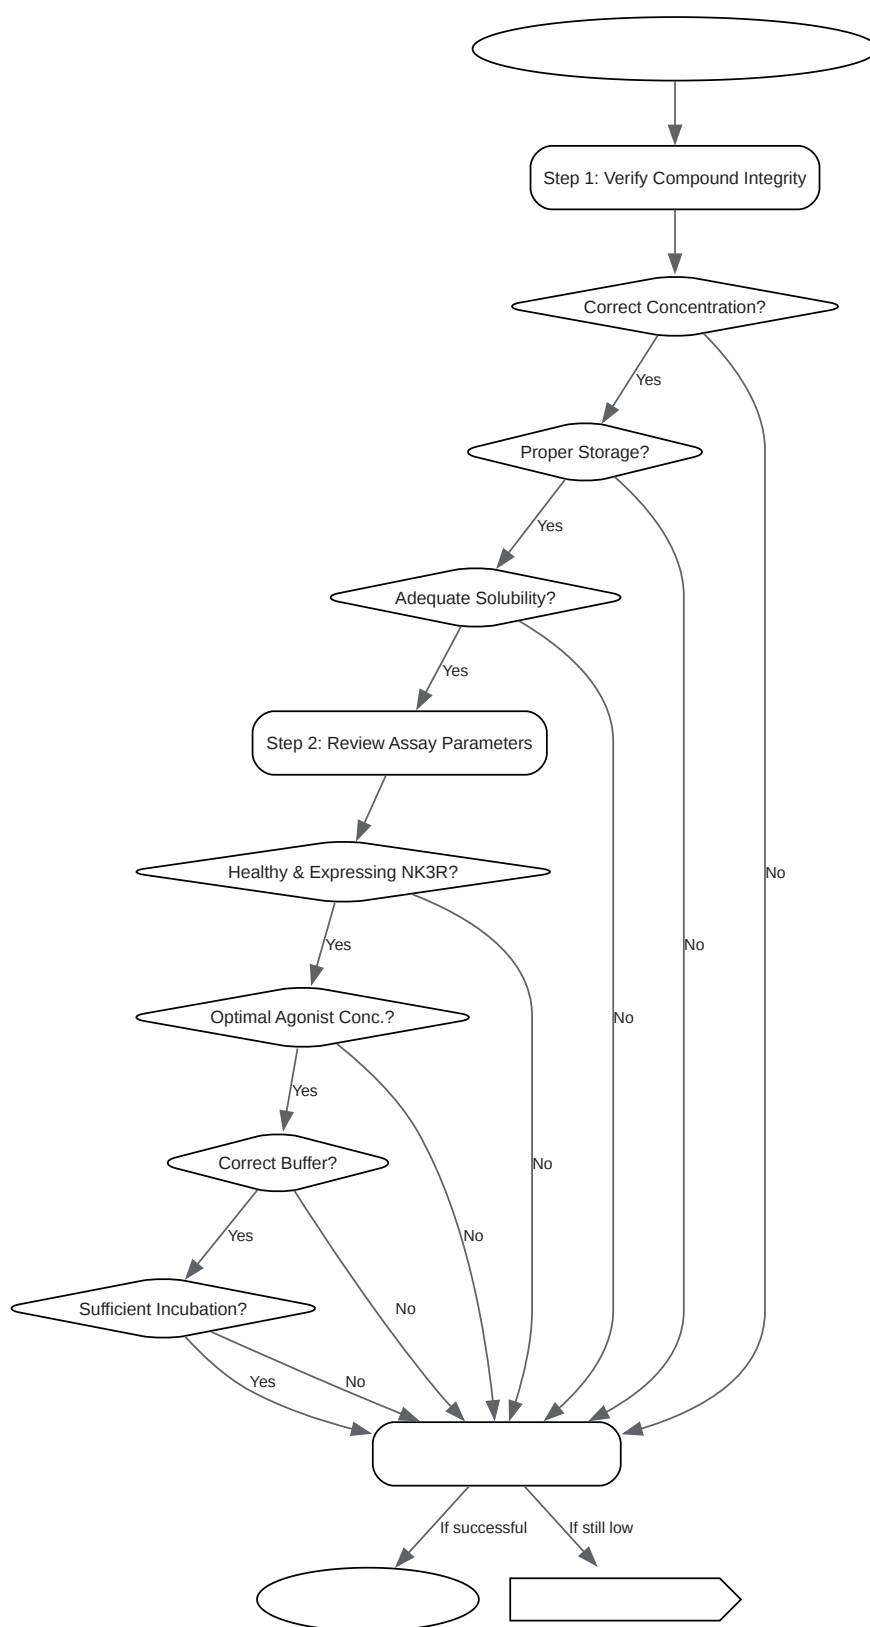 Step 1: Verify Compound Integrity
Correct Concentration?
Yes
Proper Storage?
Yes
Adequate Solubility?
Yes
Step 2: Review Assay Parameters
Healthy & Expressing NK3R?
No
Yes
No
Optimal Agonist Conc.?
No
Yes
Correct Buffer?
No
Yes
No
Sufficient Incubation?
No
Yes
No
If successful
If still low